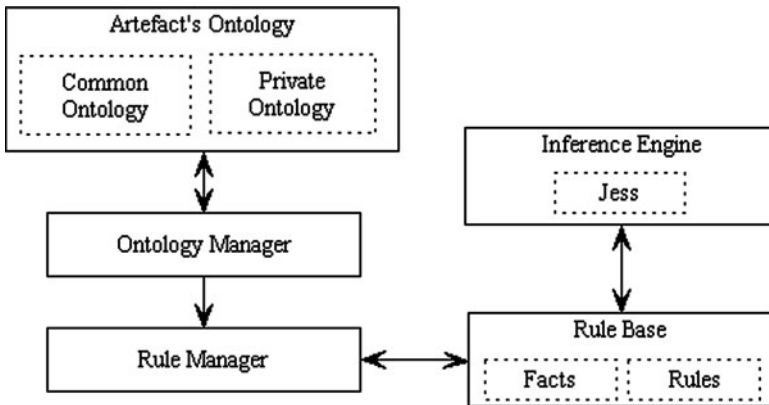 Artefact's Ontology
Common
Ontology
Private
Ontology
Inference Engine
Jess
Ontology Manager
Rule Manager
Rule Base
Facts
Rules